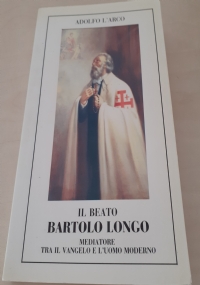 ADOLFO L'ARCO
IL BEATO
BARTOLO LONGO
MEDIATORE
TRA IL VANGELO E L'UOMO MODERNO